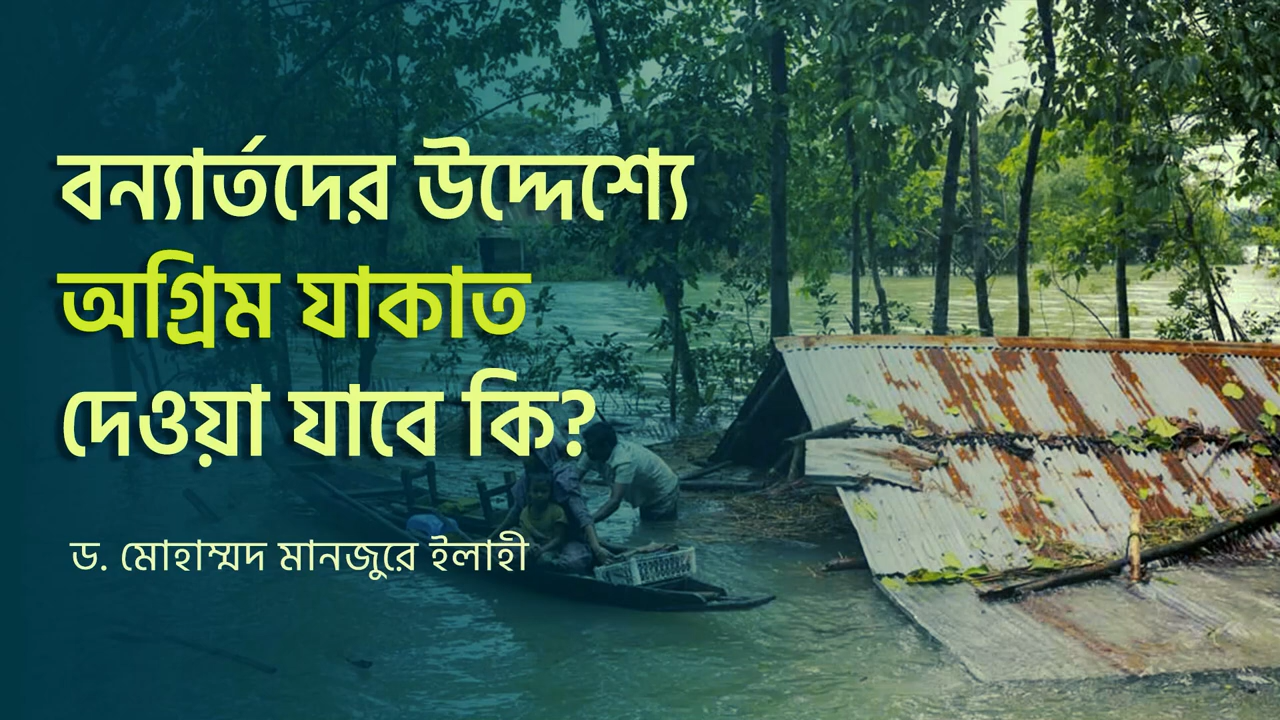 বন্যার্তদের উদ্দেশ্যে
অগ্রিম যাকাত
দেওয়া যাবে কি?
ড. মোহাম্মদ মানজুরে ইলাহী